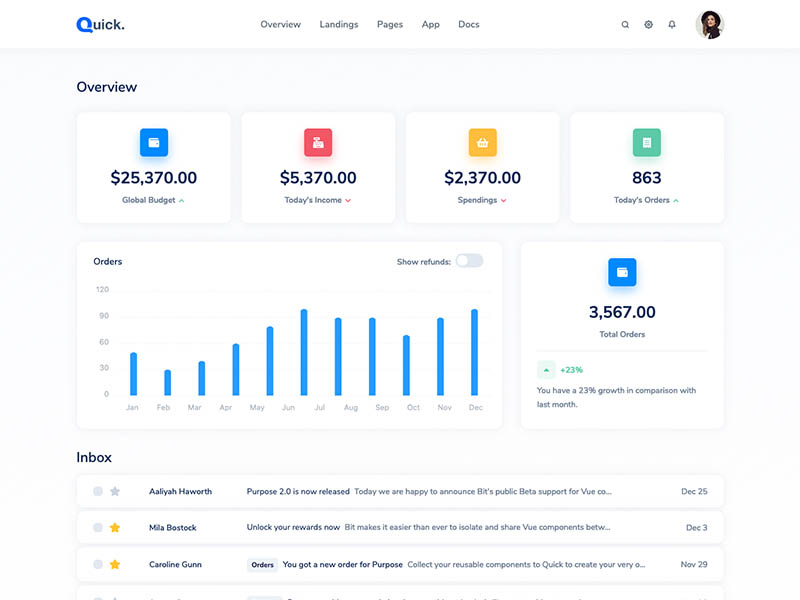 Quick.
Overview Landings Pages App Docs
Overview
$25,370.00
Global Budget
$5,370.00
Today's Income
$2,370.00
Spendings
863
Today's Orders
Orders
Show refunds:
120
90
60
30
0
Jan Feb Mar Apr May Jun Jul Aug Sep Oct Nov Dec
3,567.00
Total Orders
+23%
You have a 23% growth in comparison with
last month.
Inbox
Aaliyah Haworth Purpose 2.0 is now released Today we are happy to announce Bit's public Beta support for Vue co... Dec 25
Mila Bostock Unlock your rewards now Bit makes it easier than ever to isolate and share Vue components betw... Dec 3
Caroline Gunn Orders You got a new order for Purpose Collect your reusable components to Quick to create your very o... Nov 29